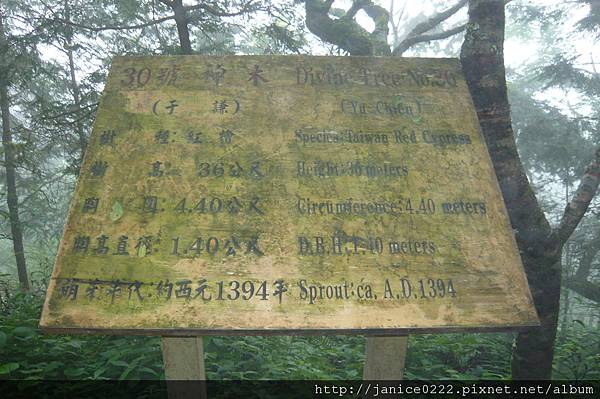 30號 神木 Divine Tree No.30
(于 謙) (Yu Chien)
樹 種:紅 檜 Species:Taiwan Red Cypress
樹 高: 36公尺 Height:36 meters
胸 圍:4.40公尺 Circumference:4.40 meters
胸高直徑:1.40公尺 D.B.H.:1.40 meters
萌芽年代:約西元1394年 Sprout:ca, A.D.1394
http://janice0222.pixnet.net/album